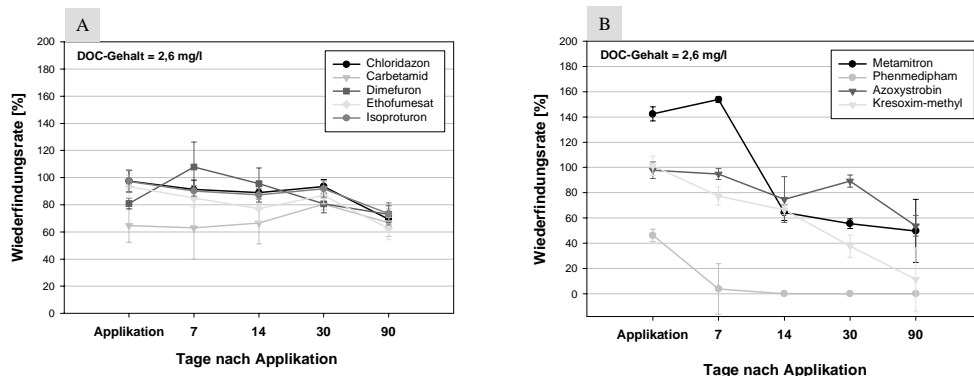 A
DOC-Gehalt = 2,6 mg/l
Chloridazon
Carbetamid
Dimefuron
Ethofumesat
Isoproturon
Wiederfindungsrate [%]
200
180
160
140
120
100
80
60
40
20
0
Applikation 7 14 30 90
Tage nach Applikation
B
DOC-Gehalt = 2,6 mg/l
Metamitron
Phenmedipham
Azoxystrobin
Kresoxim-methyl
Wiederfindungsrate [%]
200
180
160
140
120
100
80
60
40
20
0
Applikation 7 14 30 90
Tage nach Applikation